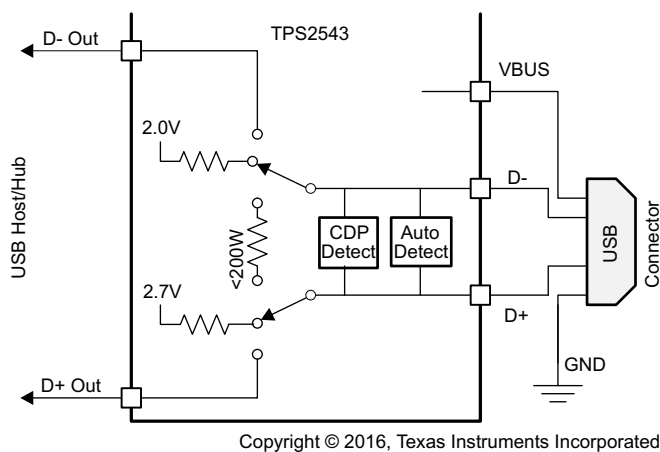 TPS2543
D- Out
VBUS
2.0V
D-
USB Host/Hub
<200W
CDP
Detect
Auto
Detect
USB
Connector
2.7V
D+
GND
D+ Out
Copyright © 2016, Texas Instruments Incorporated